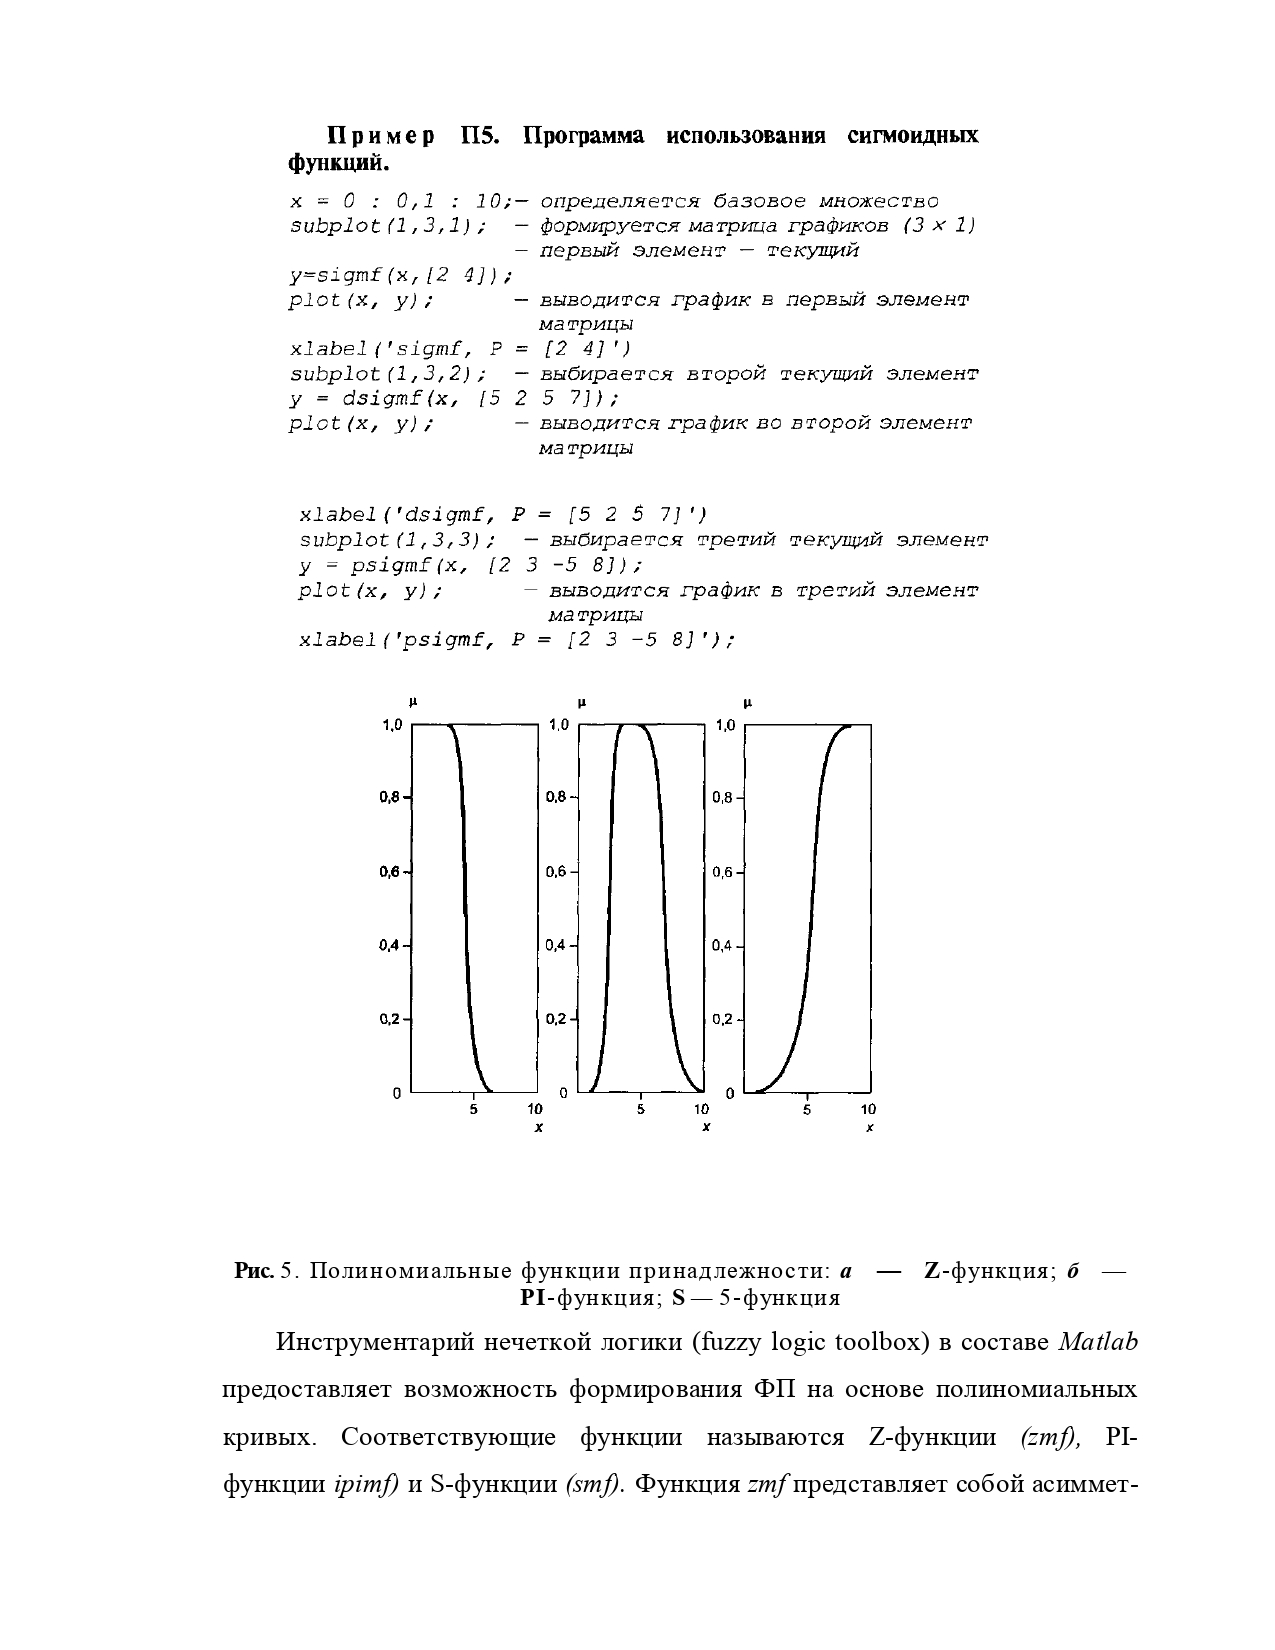 Пример П5. Программа использования сигмоидных
функций.
x = 0 : 0,1 : 10;— определяется базовое множество
subplot(1,3,1); — формируется матрица графиков (3 × 1)
— первый элемент — текущий
y=sigmf(x,[2 4]);
plot(x, y); — выводится график в первый элемент
матрицы
xlabel('sigmf, P = [2 4]')
subplot(1,3,2); — выбирается второй текущий элемент
y = dsigmf(x, [5 2 5 7]);
plot(x, y); — выводится график во второй элемент
матрицы
xlabel('dsigmf, P = [5 2 5 7]')
subplot(1,3,3); — выбирается третий текущий элемент
y = psigmf(x, [2 3 -5 8]);
plot(x, y); — выводится график в третий элемент
матрицы
xlabel('psigmf, P = [2 3 -5 8]');
μ μ μ
1,0 1,0 1,0
0,8 0,8 0,8
0,6 0,6 0,6
0,4 0,4 0,4
0,2 0,2 0,2
0 0 0
5 10 5 10 5 10
x x x
Рис. 5. Полиномиальные функции принадлежности: а — Z-функция; б —
PI-функция; S — 5-функция
Инструментарий нечеткой логики (fuzzy logic toolbox) в составе Matlab
предоставляет возможность формирования ФП на основе полиномиальных
кривых. Соответствующие функции называются Z-функции (zmf), PI-
функции ipimf) и S-функции (smf). Функция zmf представляет собой асиммет-